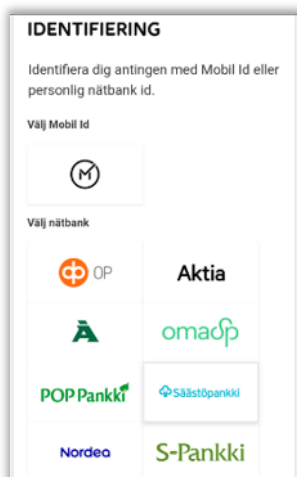 IDENTIFIERING
Identifiera dig antingen med Mobil Id eller
personlig nätbank id.
Välj Mobil Id
M
Välj nätbank
OP
Aktia
Å
omasp
POP Pankki
Säästöpankki
Nordea
S-Pankki